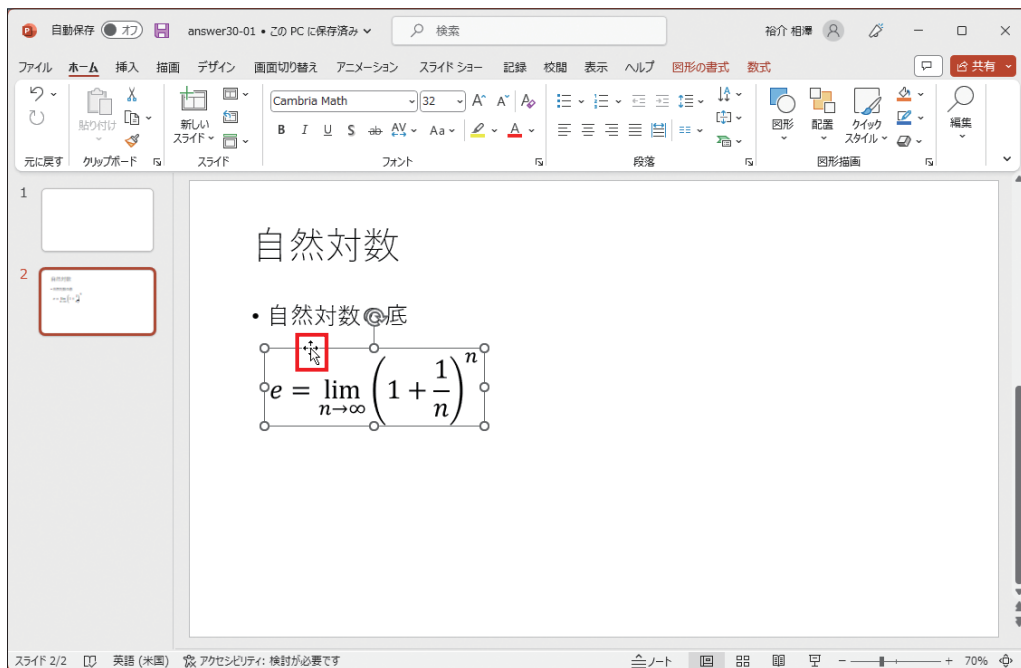 自動保存 オフ answer30-01 • この PC に保存済み 検索 裕介 相澤
ファイル ホーム 挿入 描画 デザイン 画面切り替え アニメーション スライド ショー 記録 校閲 表示 ヘルプ 図形の書式 数式 共有
Cambria Math 32 A A A
貼り付け 新しい スライド B I U S ab AV Aa A 図形 配置 クイック スタイル 編集
元に戻す クリップボード スライド フォント 段落 図形描画
1
2
自然対数
• 自然対数 底
e = lim n→∞ (1 + 1/n)^n
スライド 2/2 英語 (米国) アクセシビリティ: 検討が必要です ノート 70%